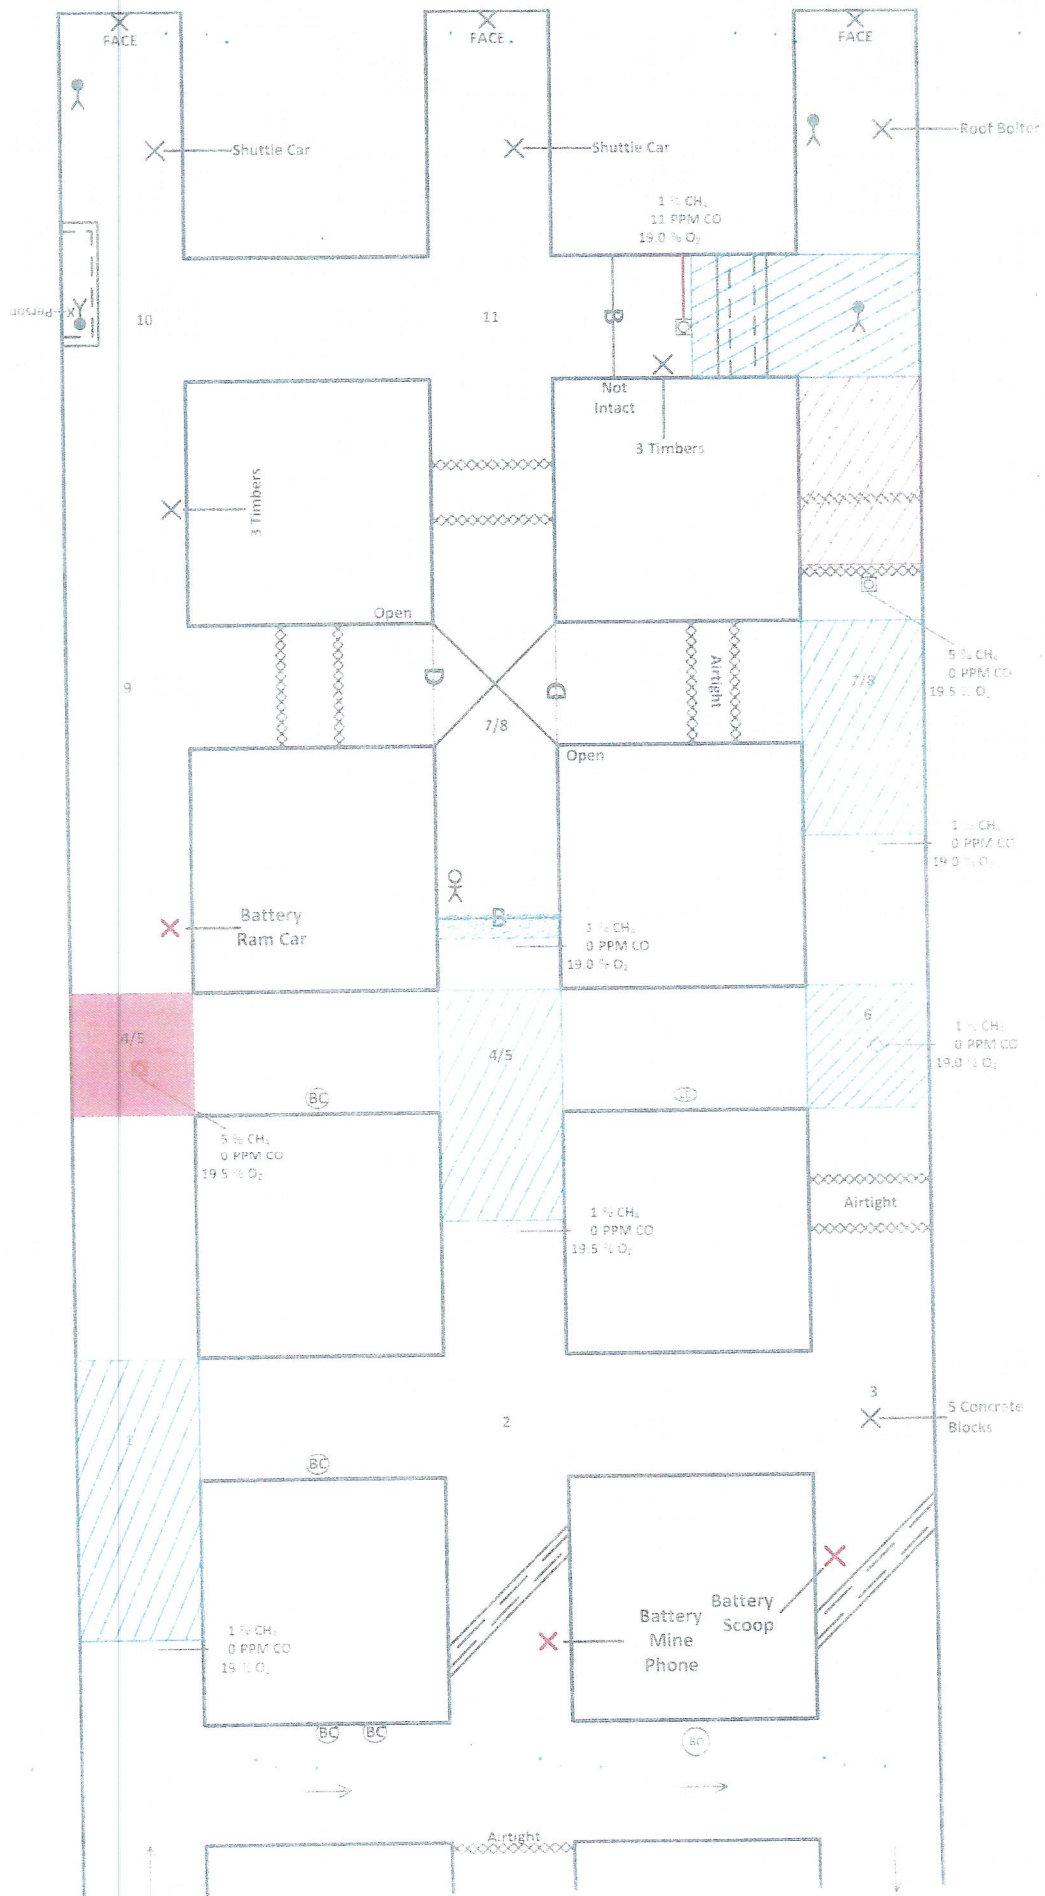 FACE
FACE
FACE
Shuttle Car
Shuttle Car
Roof Bolter
1 % CH₄
11 PPM CO
19.0 % O₂
X-Person
10
11
B
Not
Intact
3 Timbers
3 Timbers
Open
9
D
D
Airtight
7/8
7/8
5 % CH₄
0 PPM CO
19.5 % O₂
Open
1 % CH₄
0 PPM CO
19.0 % O₂
Battery
Ram Car
B
1 % CH₄
0 PPM CO
19.0 % O₂
4/5
4/5
6
1 % CH₄
0 PPM CO
19.0 % O₂
BC
5 % CH₄
0 PPM CO
19.5 % O₂
Airtight
1 % CH₄
0 PPM CO
19.5 % O₂
1
2
3
5 Concrete
Blocks
BC
Battery
Scoop
Battery
Mine
Phone
1 % CH₄
0 PPM CO
19 % O₂
BC
BC
Airtight